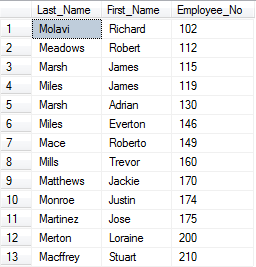 Last_Name First_Name Employee_No
1 Molavi Richard 102
2 Meadows Robert 112
3 Marsh James 115
4 Miles James 119
5 Marsh Adrian 130
6 Miles Everton 146
7 Mace Roberto 149
8 Mills Trevor 160
9 Matthews Jackie 170
10 Monroe Justin 174
11 Martinez Jose 175
12 Merton Loraine 200
13 Macffrey Stuart 210